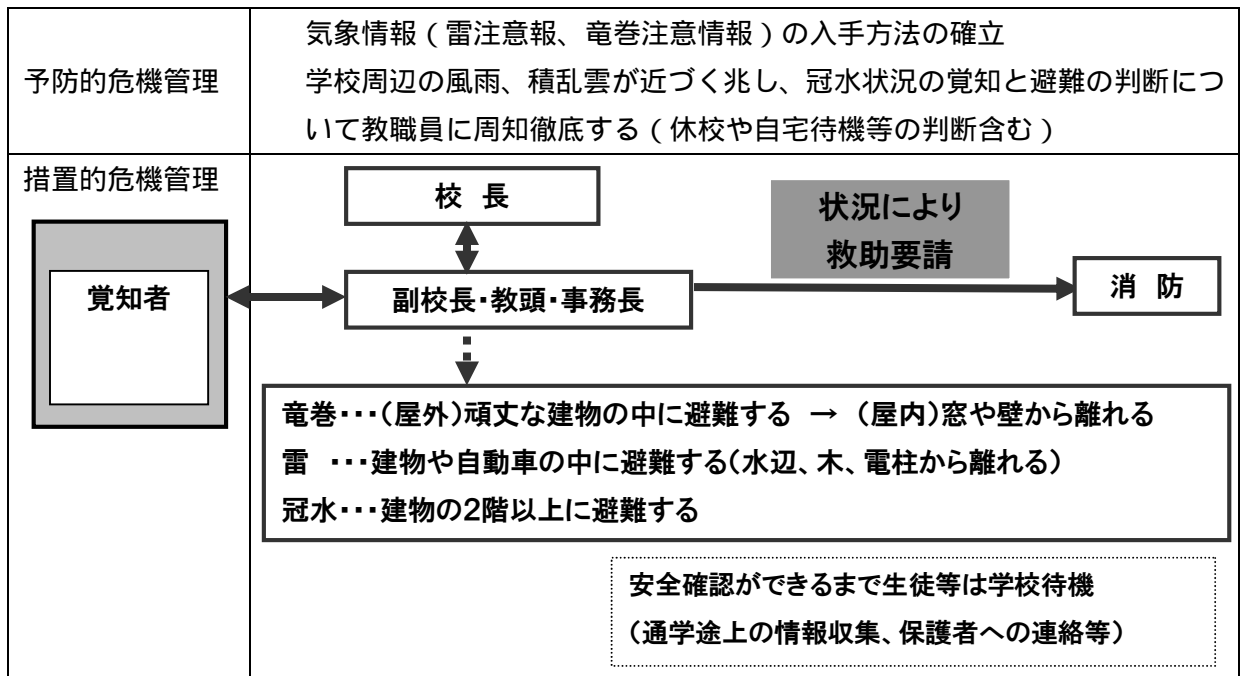 予防的危機管理
気象情報（雷注意報、竜巻注意情報）の入手方法の確立
学校周辺の風雨、積乱雲が近づく兆し、冠水状況の覚知と避難の判断につ
いて教職員に周知徹底する（休校や自宅待機等の判断含む）
措置的危機管理
校 長
状況により
救助要請
覚知者
副校長・教頭・事務長
消 防
竜巻・・・（屋外）頑丈な建物の中に避難する → （屋内）窓や壁から離れる
雷 ・・・建物や自動車の中に避難する（水辺、木、電柱から離れる）
冠水・・・建物の2階以上に避難する
安全確認ができるまで生徒等は学校待機
（通学途上の情報収集、保護者への連絡等）